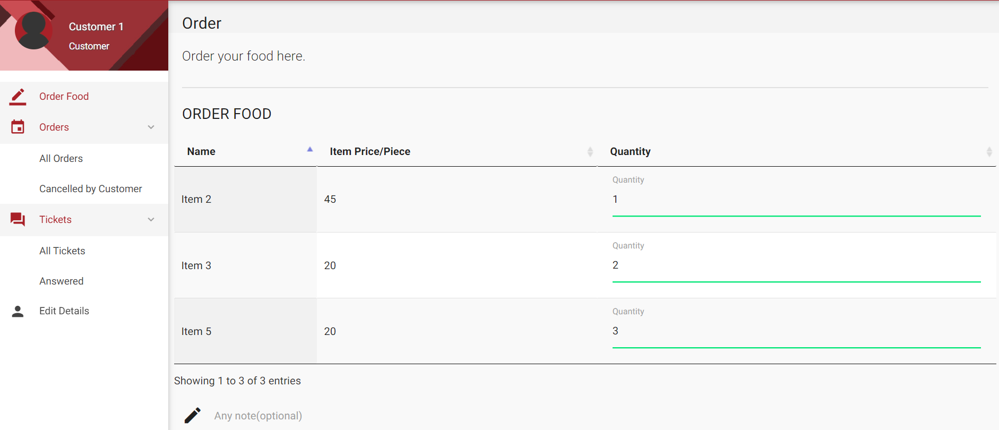 Customer 1
Customer
Order Food
Orders
All Orders
Cancelled by Customer
Tickets
All Tickets
Answered
Edit Details
Order
Order your food here.
ORDER FOOD
Name Item Price/Piece Quantity
Quantity
Item 2 45 1
Quantity
Item 3 20 2
Quantity
Item 5 20 3
Showing 1 to 3 of 3 entries
Any note(optional)